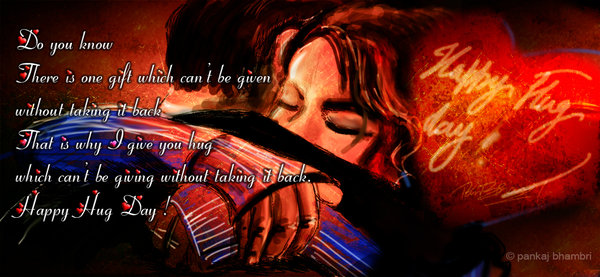 Do you know
There is one gift which can't be given
without taking it back
That is why I give you hug
which can't be giving without taking it back.
Happy Hug Day !
Happy Hug
day !
© pankaj bhambri